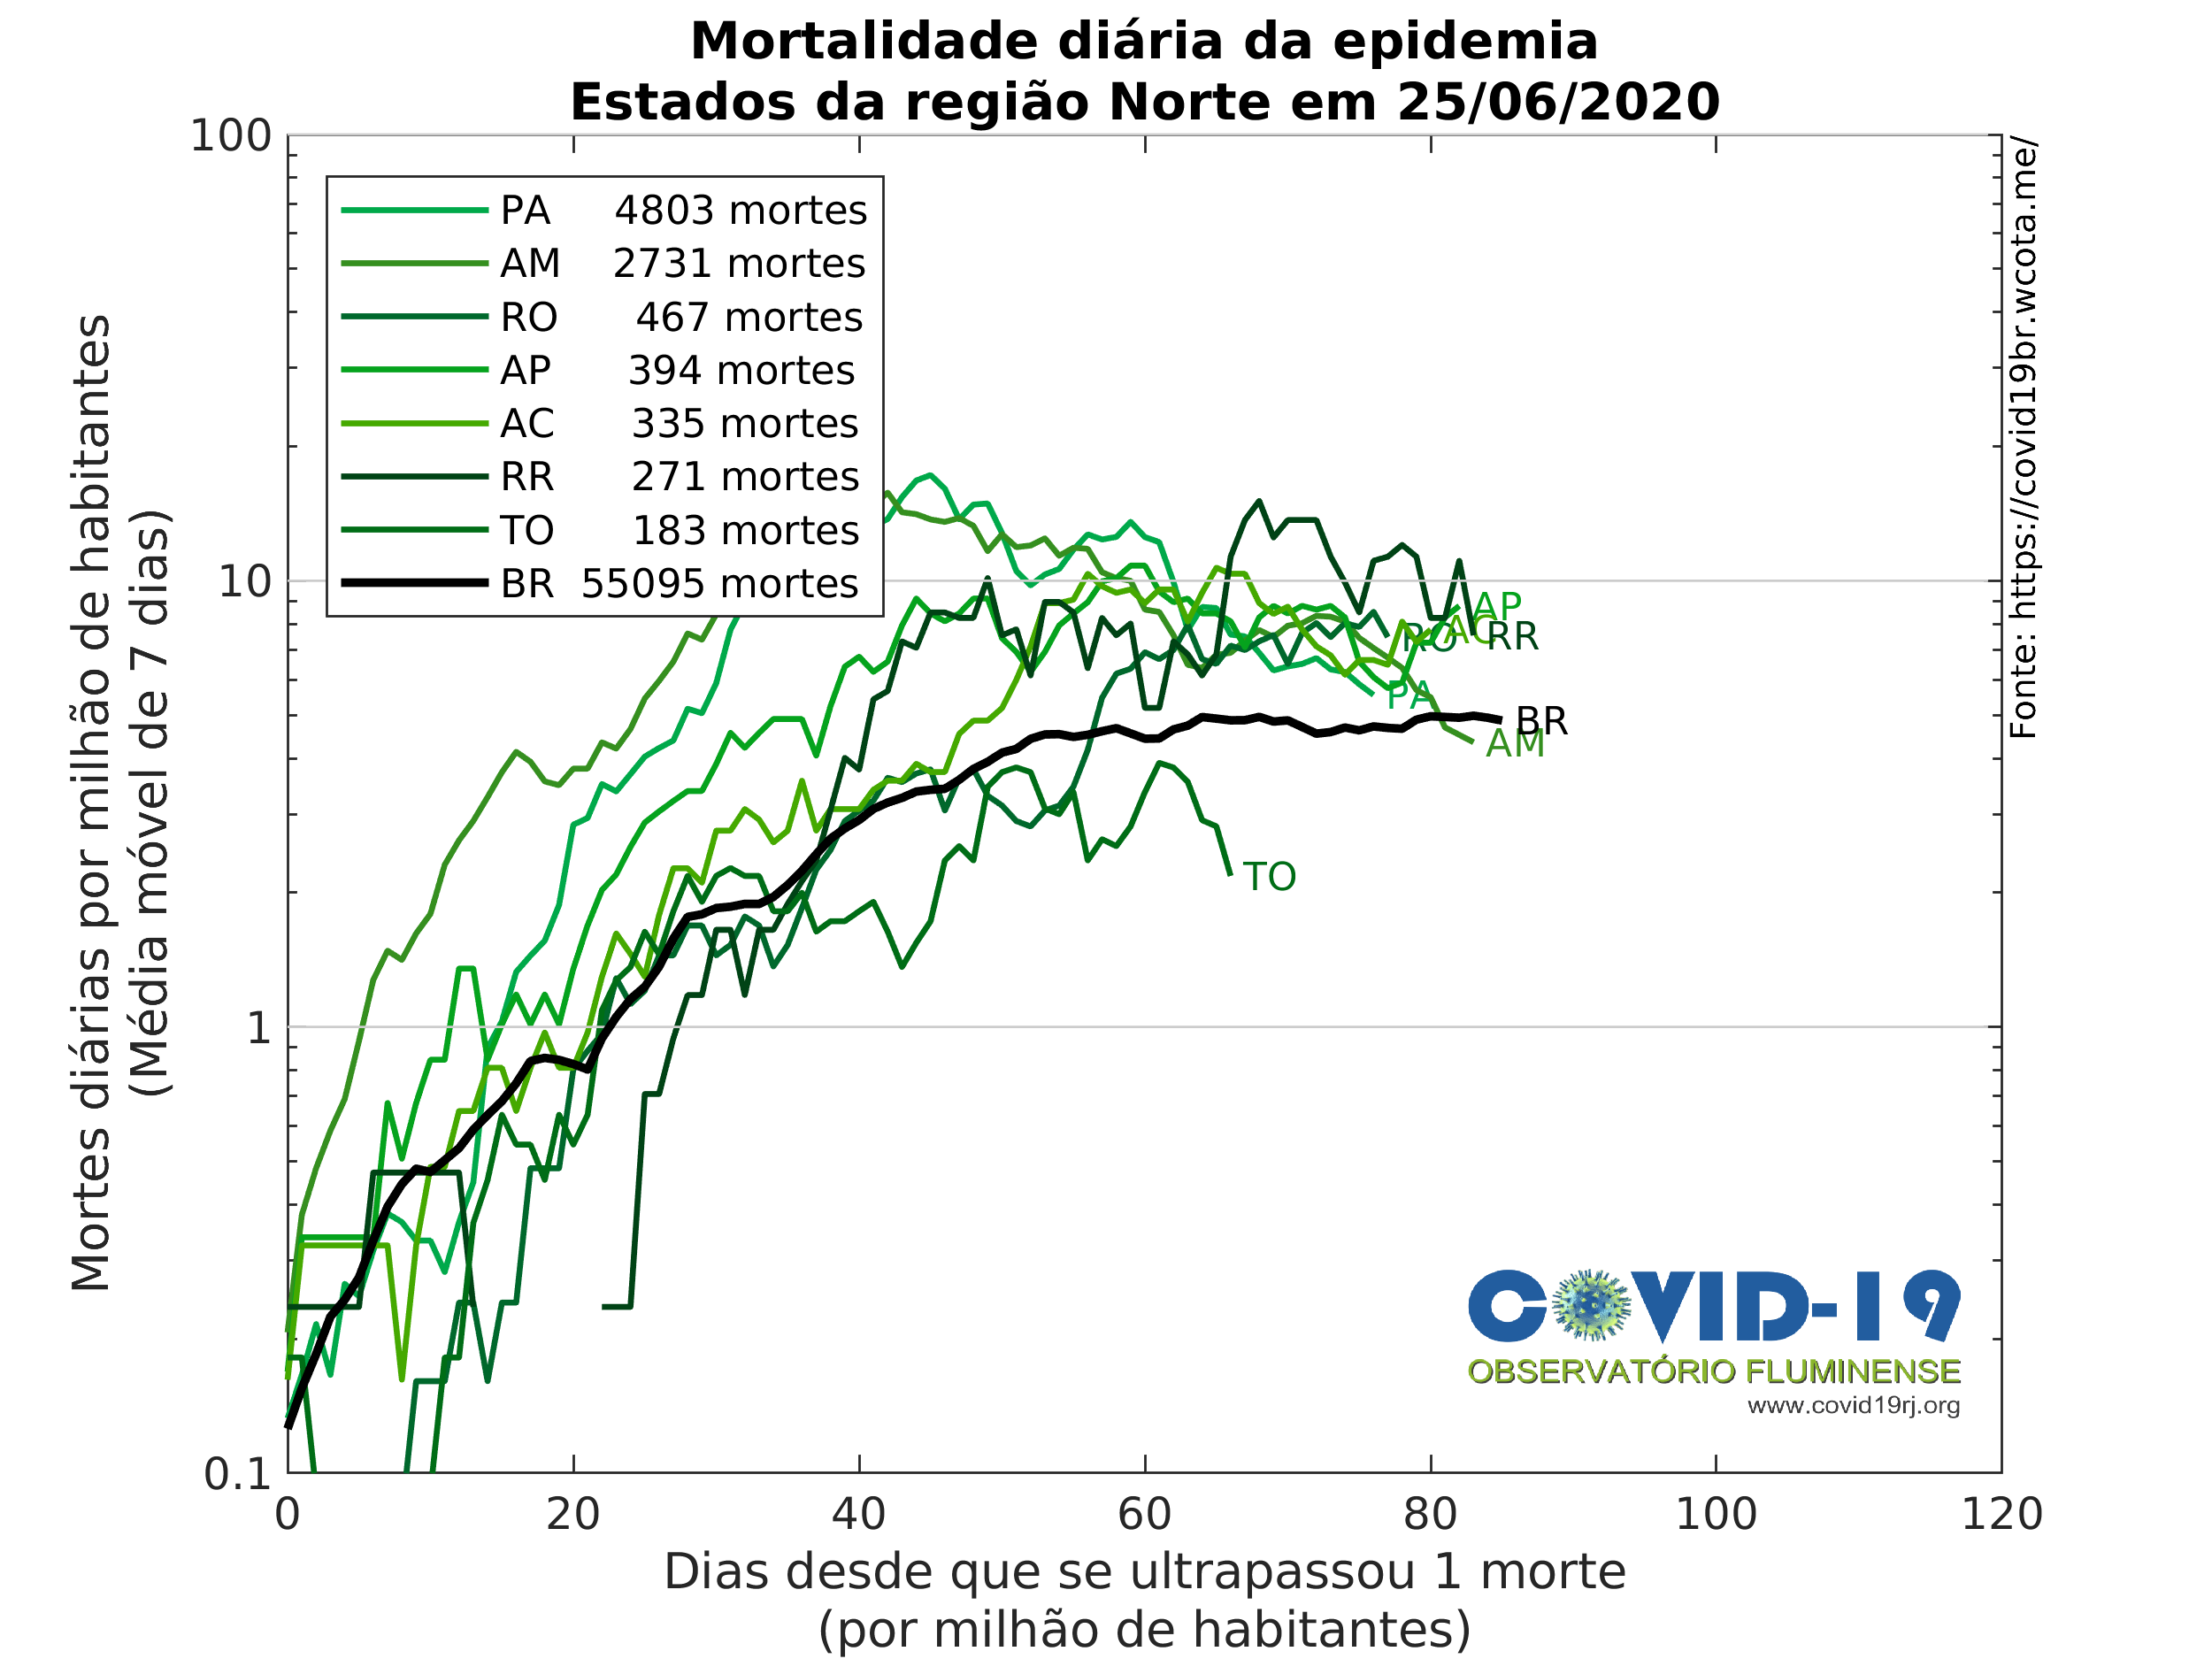 Mortalidade diária da epidemia
Estados da região Norte em 25/06/2020
Mortes diárias por milhão de habitantes
(Média móvel de 7 dias)
100
10
1
0.1
PA 4803 mortes
AM 2731 mortes
RO 467 mortes
AP 394 mortes
AC 335 mortes
RR 271 mortes
TO 183 mortes
BR 55095 mortes
AP
AC
RO
RR
PA
BR
AM
TO
Fonte: https://covid19br.wcota.me/
COVID-19
OBSERVATÓRIO FLUMINENSE
www.covid19rj.org
0 20 40 60 80 100 120
Dias desde que se ultrapassou 1 morte
(por milhão de habitantes)